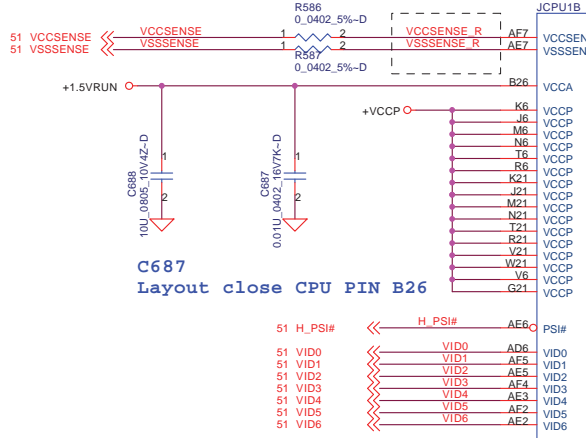 JCPU1B
R586
0_0402_5%~D
51 VCCSENSE VCCSENSE 1 2 VCCSENSE_R AF7 VCCSEN
51 VSSSENSE VSSSENSE 1 2 VSSSENSE_R AE7 VSSSEN
R587
0_0402_5%~D
+1.5VRUN B26 VCCA
+VCCP K6 VCCP
J6 VCCP
M6 VCCP
N6 VCCP
T6 VCCP
R6 VCCP
K21 VCCP
J21 VCCP
M21 VCCP
N21 VCCP
T21 VCCP
R21 VCCP
V21 VCCP
W21 VCCP
V6 VCCP
G21 VCCP
1 2
C688
10U_0805_10V4Z~D
1 2
C687
0.01U_0402_16V7K~D
C687
Layout close CPU PIN B26
51 H_PSI# H_PSI# AE6 PSI#
51 VID0 VID0 AD6 VID0
51 VID1 VID1 AF5 VID1
51 VID2 VID2 AE5 VID2
51 VID3 VID3 AF4 VID3
51 VID4 VID4 AE3 VID4
51 VID5 VID5 AF2 VID5
51 VID6 VID6 AE2 VID6